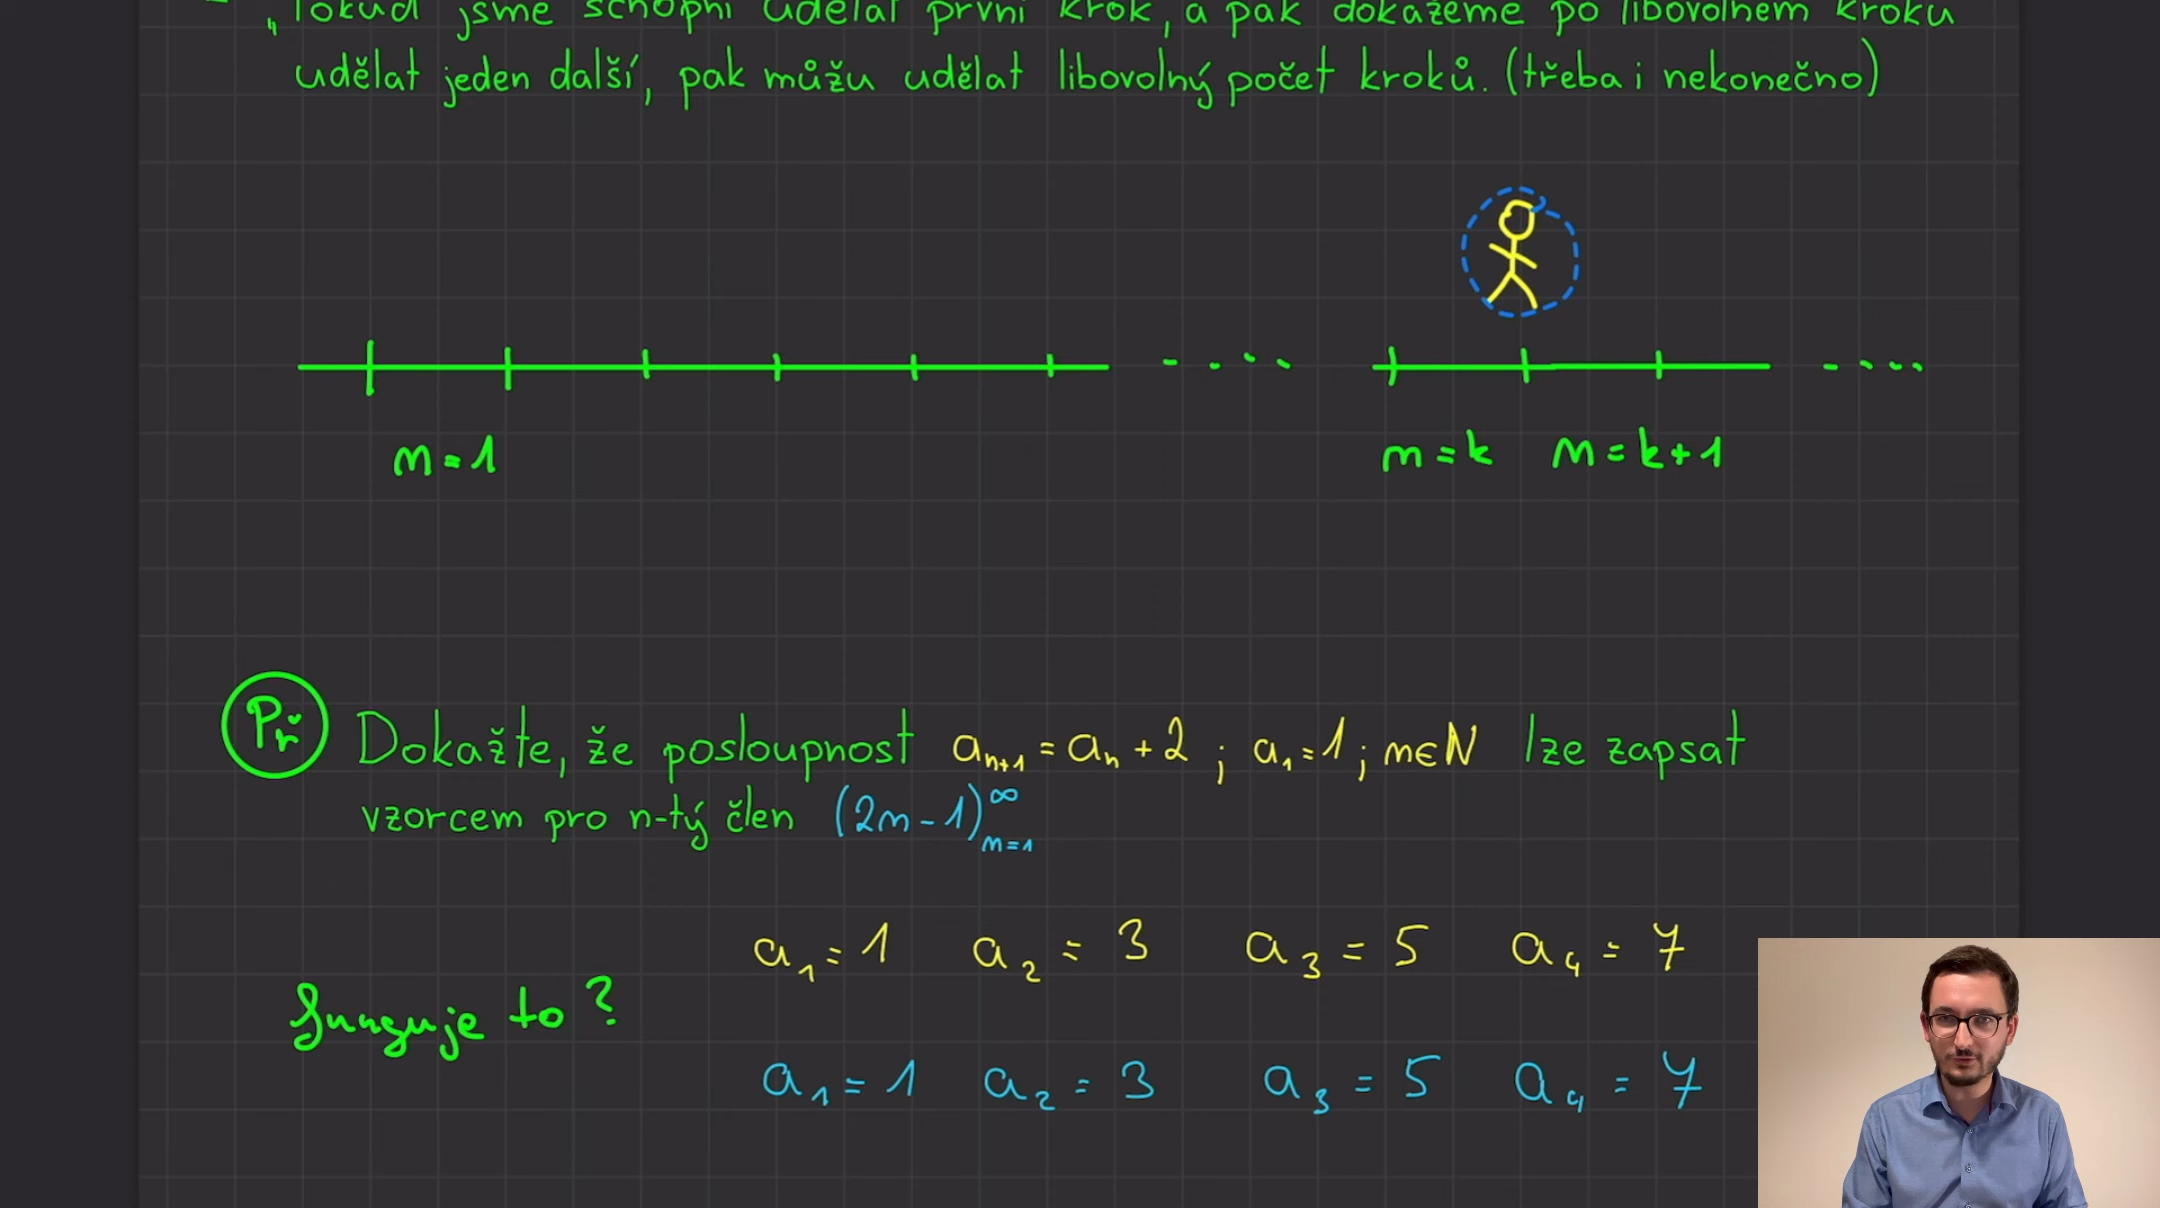 „Pokud jsme schopni udělat první krok, a pak dokážeme po libovolném kroku
udělat jeden další, pak můžu udělat libovolný počet kroků. (třeba i nekonečno)
n=1
n=k n=k+1
Př Dokažte, že posloupnost aₙ₊₁ = aₙ + 2 ; a₁ = 1 ; n∈N lze zapsat
vzorcem pro n-tý člen (2n-1)^∞_{n=1}
a₁ = 1 a₂ = 3 a₃ = 5 a₄ = 7
funguje to?
a₁ = 1 a₂ = 3 a₃ = 5 a₄ = 7